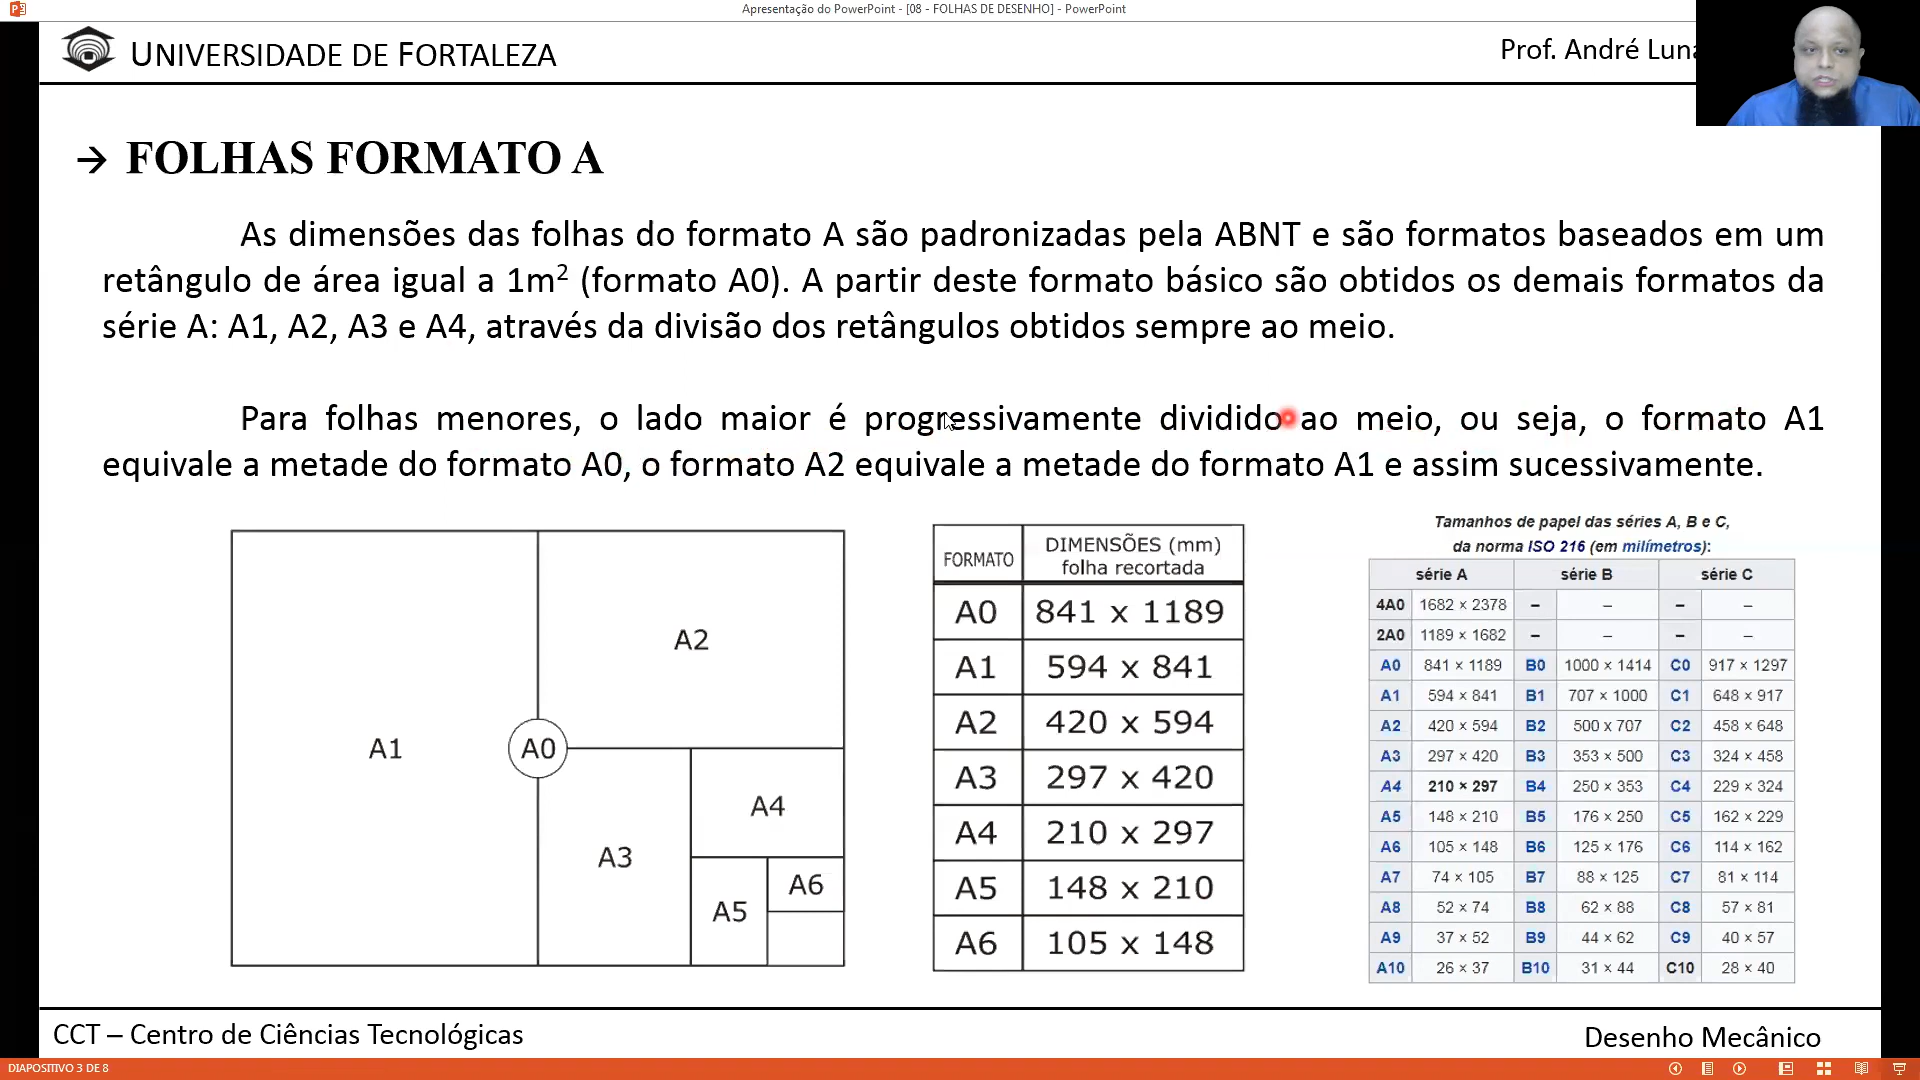 Apresentação do PowerPoint - [08 - FOLHAS DE DESENHO] - PowerPoint
UNIVERSIDADE DE FORTALEZA
Prof. André Luna
→ FOLHAS FORMATO A
As dimensões das folhas do formato A são padronizadas pela ABNT e são formatos baseados em um
retângulo de área igual a 1m² (formato A0). A partir deste formato básico são obtidos os demais formatos da
série A: A1, A2, A3 e A4, através da divisão dos retângulos obtidos sempre ao meio.
Para folhas menores, o lado maior é progressivamente dividido ao meio, ou seja, o formato A1
equivale a metade do formato A0, o formato A2 equivale a metade do formato A1 e assim sucessivamente.
A2
A1
A0
A4
A3
A6
A5
FORMATO DIMENSÕES (mm)
folha recortada
A0 841 x 1189
A1 594 x 841
A2 420 x 594
A3 297 x 420
A4 210 x 297
A5 148 x 210
A6 105 x 148
Tamanhos de papel das séries A, B e C,
da norma ISO 216 (em milímetros):
série A série B série C
4A0 1682 × 2378 – – – –
2A0 1189 × 1682 – – – –
A0 841 × 1189 B0 1000 × 1414 C0 917 × 1297
A1 594 × 841 B1 707 × 1000 C1 648 × 917
A2 420 × 594 B2 500 x 707 C2 458 × 648
A3 297 × 420 B3 353 × 500 C3 324 × 458
A4 210 × 297 B4 250 × 353 C4 229 × 324
A5 148 × 210 B5 176 × 250 C5 162 × 229
A6 105 × 148 B6 125 × 176 C6 114 × 162
A7 74 × 105 B7 88 × 125 C7 81 × 114
A8 52 × 74 B8 62 × 88 C8 57 × 81
A9 37 × 52 B9 44 × 62 C9 40 × 57
A10 26 × 37 B10 31 × 44 C10 28 × 40
CCT – Centro de Ciências Tecnológicas
Desenho Mecânico
DIAPOSITIVO 3 DE 8